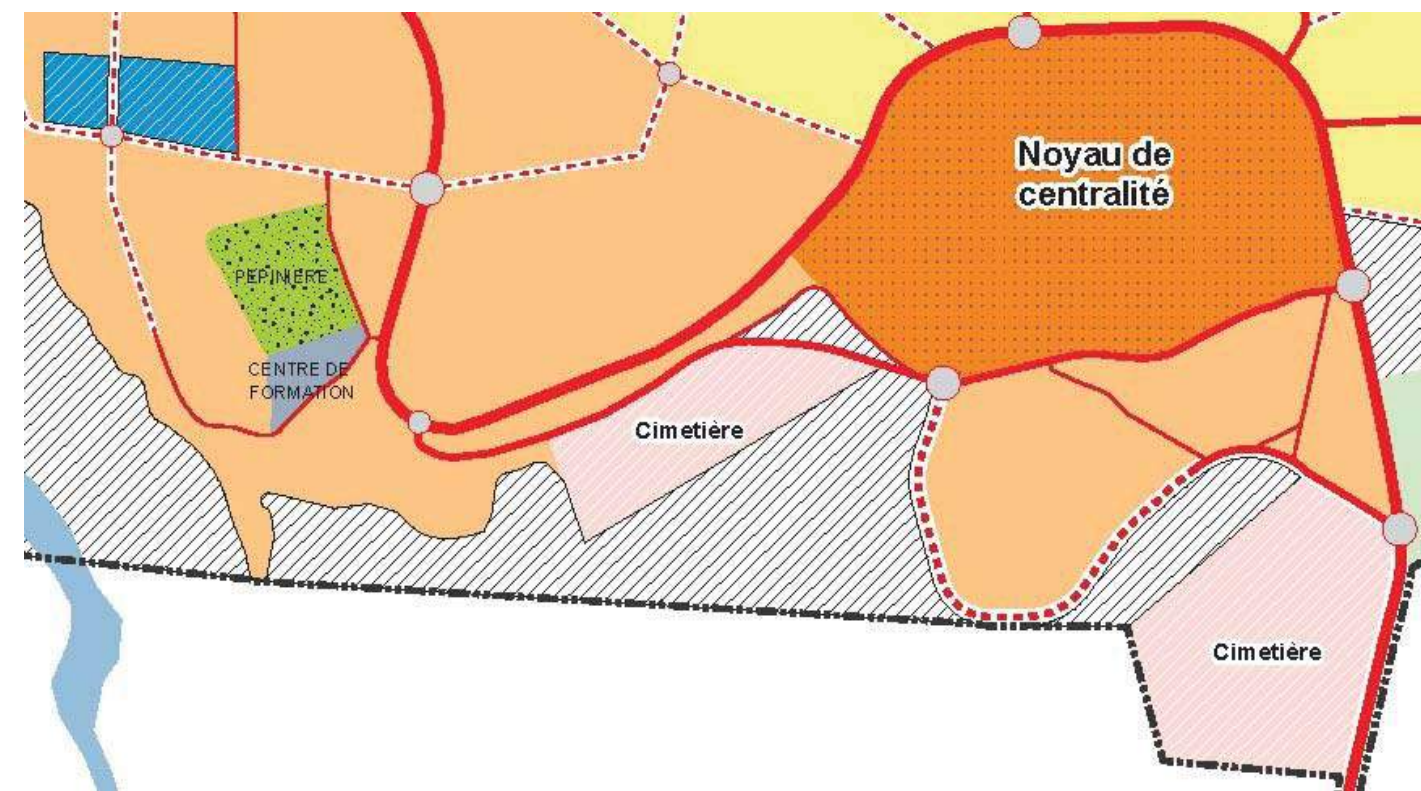 Noyau de
centralité
PEPINIERE
CENTRE DE
FORMATION
Cimetière
Cimetière